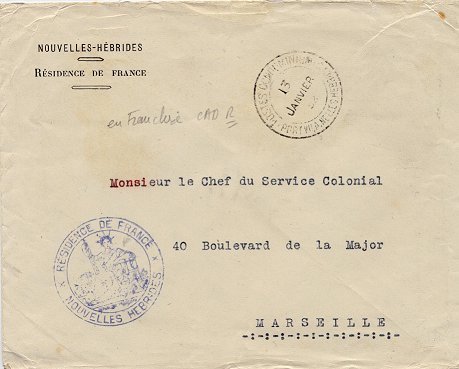 NOUVELLES-HÉBRIDES
RÉSIDENCE DE FRANCE
13
JANVIER
en Franchise CAD R
Monsieur le Chef du Service Colonial
40 Boulevard de la Major
MARSEILLE
-:-:-:-:-:-:-:-:-:-:-:-
× RÉSIDENCE DE FRANCE ×
NOUVELLES HÉBRIDES